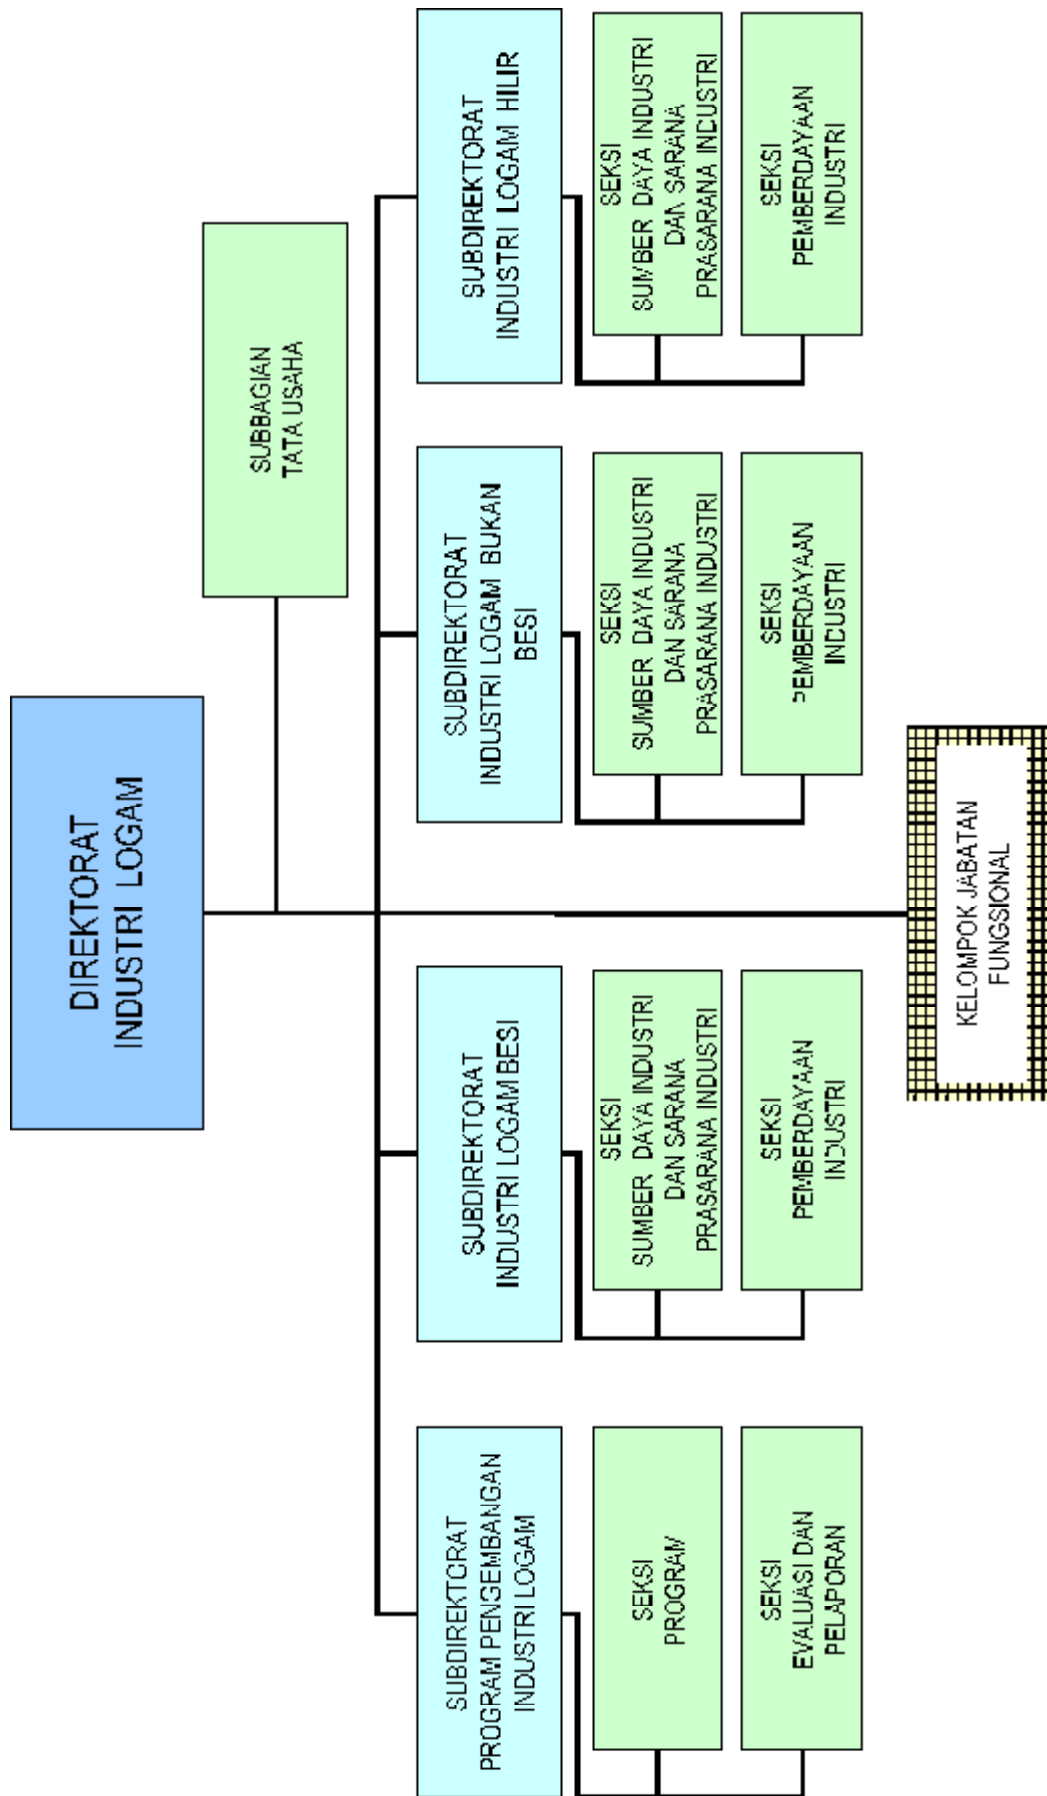 DIREKTORAT
INDUSTRI LOGAM
SUBBAGIAN
TATA USAHA
SUBDIREKTORAT
PROGRAM PENGEMBANGAN
INDUSTRI LOGAM
SUBDIREKTORAT
INDUSTRI LOGAM BESI
SUBDIREKTORAT
INDUSTRI LOGAM BUKAN
BESI
SUBDIREKTORAT
INDUSTRI LOGAM HILIR
SEKSI
PROGRAM
SEKSI
SUMBER DAYA INDUSTRI
DAN SARANA
PRASARANA INDUSTRI
SEKSI
SUMBER DAYA INDUSTRI
DAN SARANA
PRASARANA INDUSTRI
SEKSI
SUMBER DAYA INDUSTRI
DAN SARANA
PRASARANA INDUSTRI
SEKSI
EVALUASI DAN
PELAPORAN
SEKSI
PEMBERDAYAAN
INDUSTRI
SEKSI
PEMBERDAYAAN
INDUSTRI
SEKSI
PEMBERDAYAAN
INDUSTRI
KELOMPOK JABATAN
FUNGSIONAL